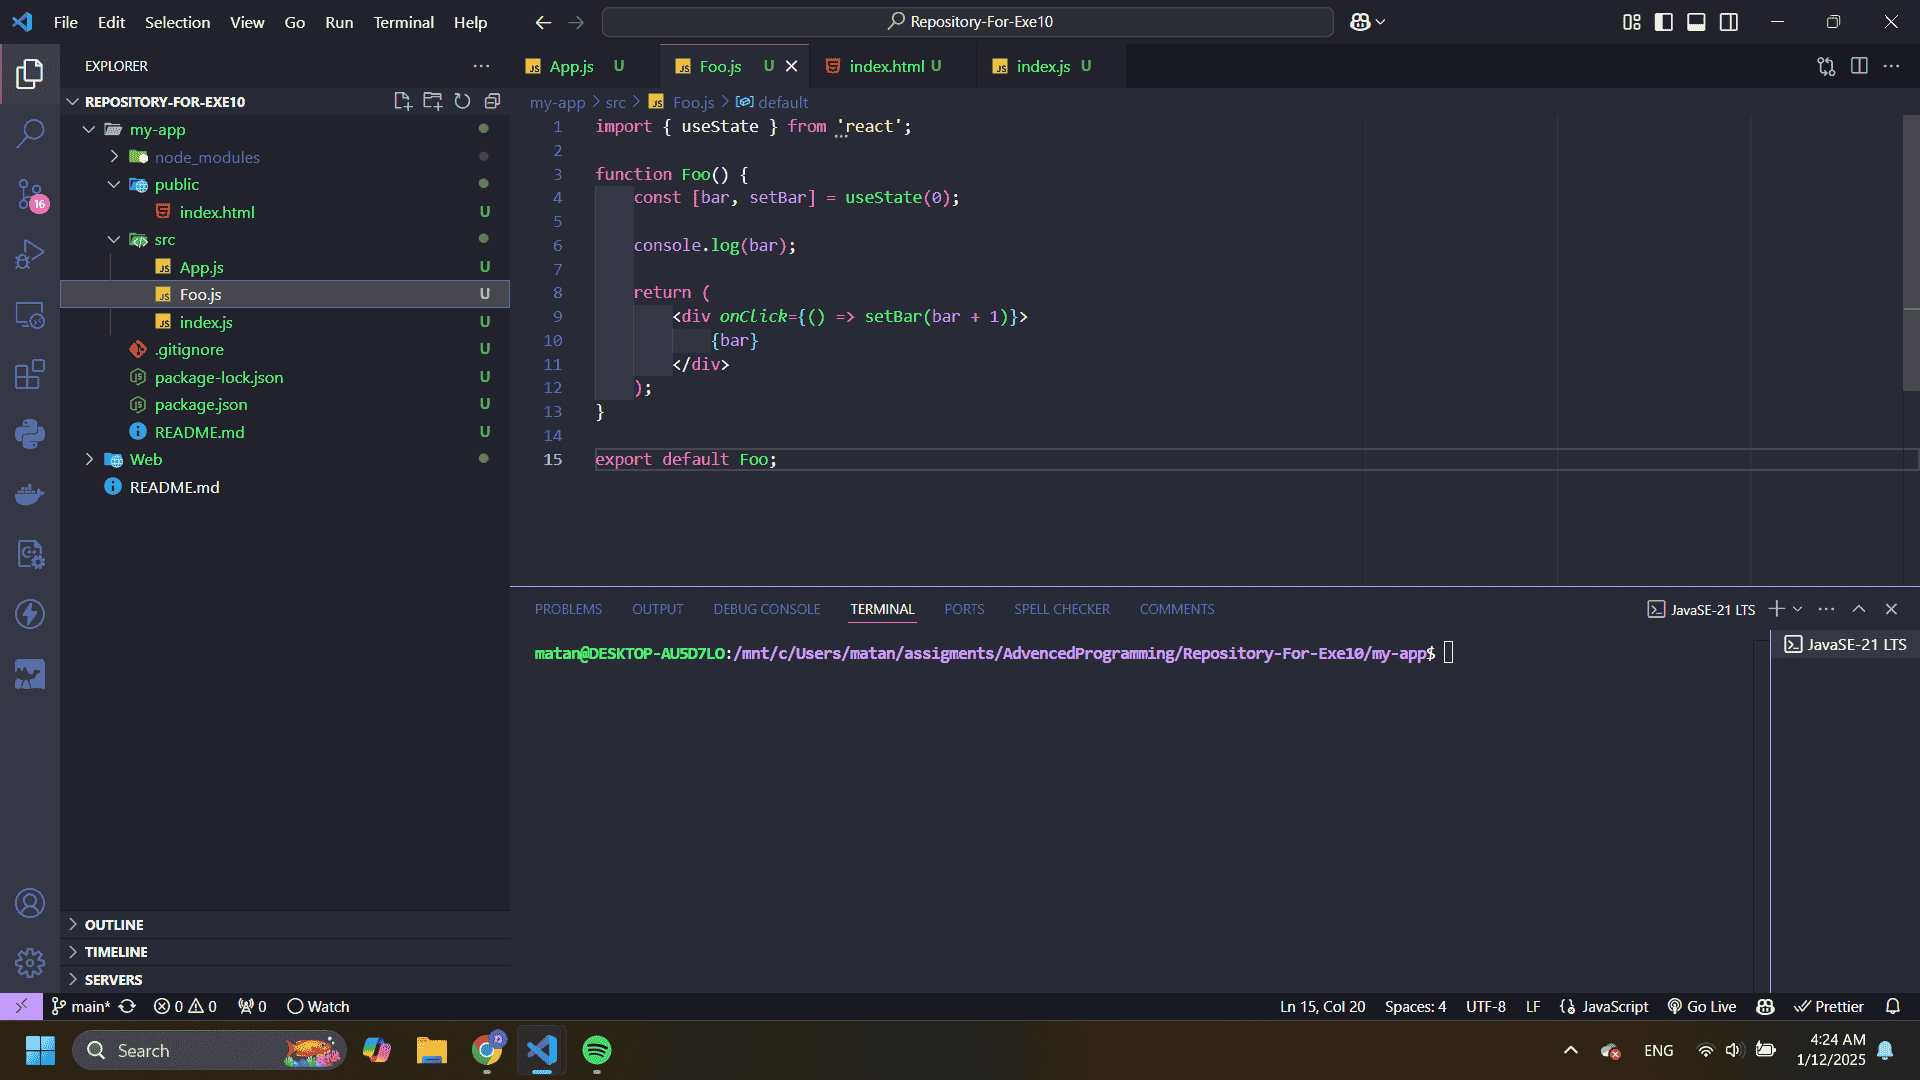 File Edit Selection View Go Run Terminal Help
Repository-For-Exe10
EXPLORER
REPOSITORY-FOR-EXE10
my-app
node_modules
public
index.html U
src
App.js U
Foo.js U
index.js U
.gitignore U
package-lock.json U
package.json U
README.md U
Web
README.md
16
OUTLINE
TIMELINE
SERVERS
App.js U Foo.js U index.html U index.js U
my-app > src > JS Foo.js > default
1 import { useState } from 'react';
2
3 function Foo() {
4 const [bar, setBar] = useState(0);
5
6 console.log(bar);
7
8 return (
9 <div onClick={() => setBar(bar + 1)}>
10 {bar}
11 </div>
12 );
13 }
14
15 export default Foo;
PROBLEMS OUTPUT DEBUG CONSOLE TERMINAL PORTS SPELL CHECKER COMMENTS
JavaSE-21 LTS
matan@DESKTOP-AU5D7LO:/mnt/c/Users/matan/assigments/AdvencedProgramming/Repository-For-Exe10/my-app$
JavaSE-21 LTS
main* 0 0 0 Watch
Ln 15, Col 20 Spaces: 4 UTF-8 LF JavaScript Go Live Prettier
Search
ENG
4:24 AM
1/12/2025